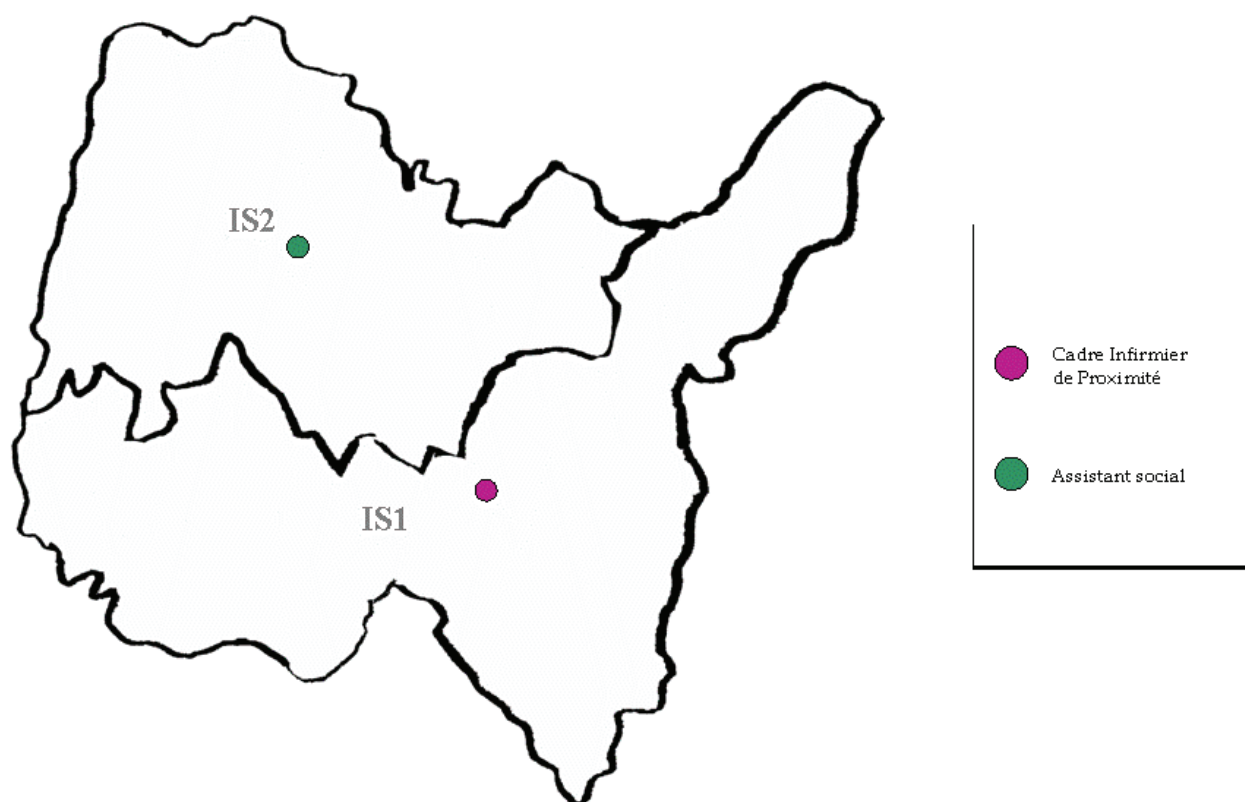 IS2
IS1
Cadre Infirmier
de Proximité
Assistant social